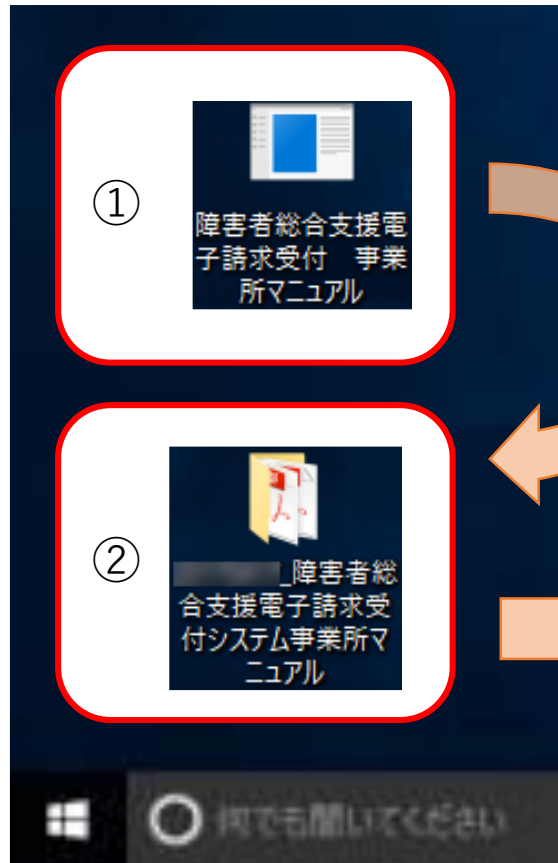 ①
障害者総合支援電
子請求受付　事業
所マニュアル
②
_障害者総
合支援電子請求受
付システム事業所マ
ニュアル
何でも聞いてください